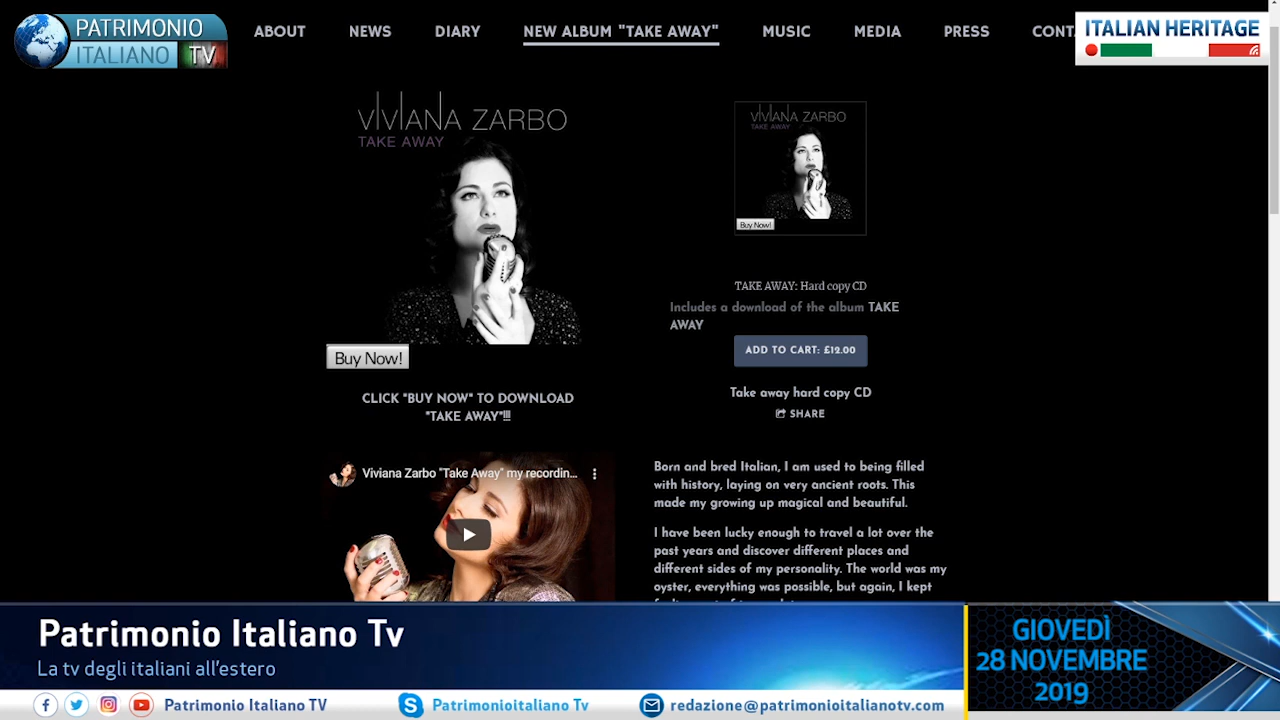 PATRIMONIO
ITALIANO TV
ABOUT
NEWS
DIARY
NEW ALBUM "TAKE AWAY"
MUSIC
MEDIA
PRESS
CONT
ITALIAN HERITAGE
VIVIANA ZARBO
TAKE AWAY
Buy Now!
CLICK "BUY NOW" TO DOWNLOAD
"TAKE AWAY"!!!
VIVIANA ZARBO
TAKE AWAY
Buy Now!
TAKE AWAY: Hard copy CD
Includes a download of the album TAKE
AWAY
ADD TO CART: £12.00
Take away hard copy CD
SHARE
Viviana Zarbo "Take Away" my recordin...
Born and bred Italian, I am used to being filled
with history, laying on very ancient roots. This
made my growing up magical and beautiful.
I have been lucky enough to travel a lot over the
past years and discover different places and
different sides of my personality. The world was my
oyster, everything was possible, but again, I kept
Patrimonio Italiano Tv
La tv degli italiani all'estero
GIOVEDÌ
28 NOVEMBRE
2019
Patrimonio Italiano TV
Patrimonioitaliano Tv
redazione@patrimonioitalianotv.com